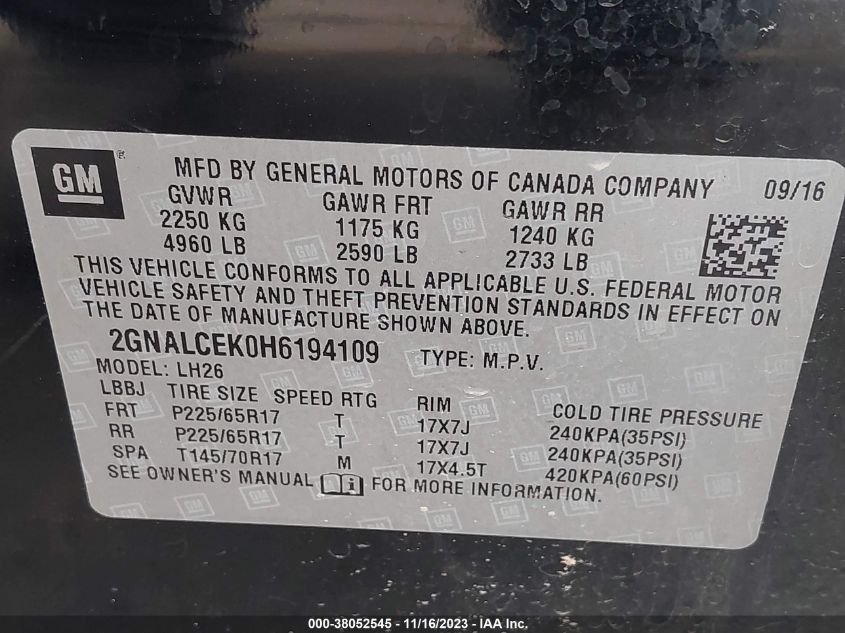 GM ®
MFD BY GENERAL MOTORS OF CANADA COMPANY 09/16
GVWR GAWR FRT GAWR RR
2250 KG 1175 KG 1240 KG
4960 LB 2590 LB 2733 LB
THIS VEHICLE CONFORMS TO ALL APPLICABLE U.S. FEDERAL MOTOR
VEHICLE SAFETY AND THEFT PREVENTION STANDARDS IN EFFECT ON
THE DATE OF MANUFACTURE SHOWN ABOVE.
2GNALCEK0H6194109 TYPE: M.P.V.
MODEL: LH26
LBBJ TIRE SIZE SPEED RTG RIM COLD TIRE PRESSURE
FRT P225/65R17 T 17X7J 240KPA(35PSI)
RR P225/65R17 T 17X7J 240KPA(35PSI)
SPA T145/70R17 M 17X4.5T 420KPA(60PSI)
SEE OWNER'S MANUAL i FOR MORE INFORMATION.
000-38052545 - 11/16/2023 - IAA Inc.